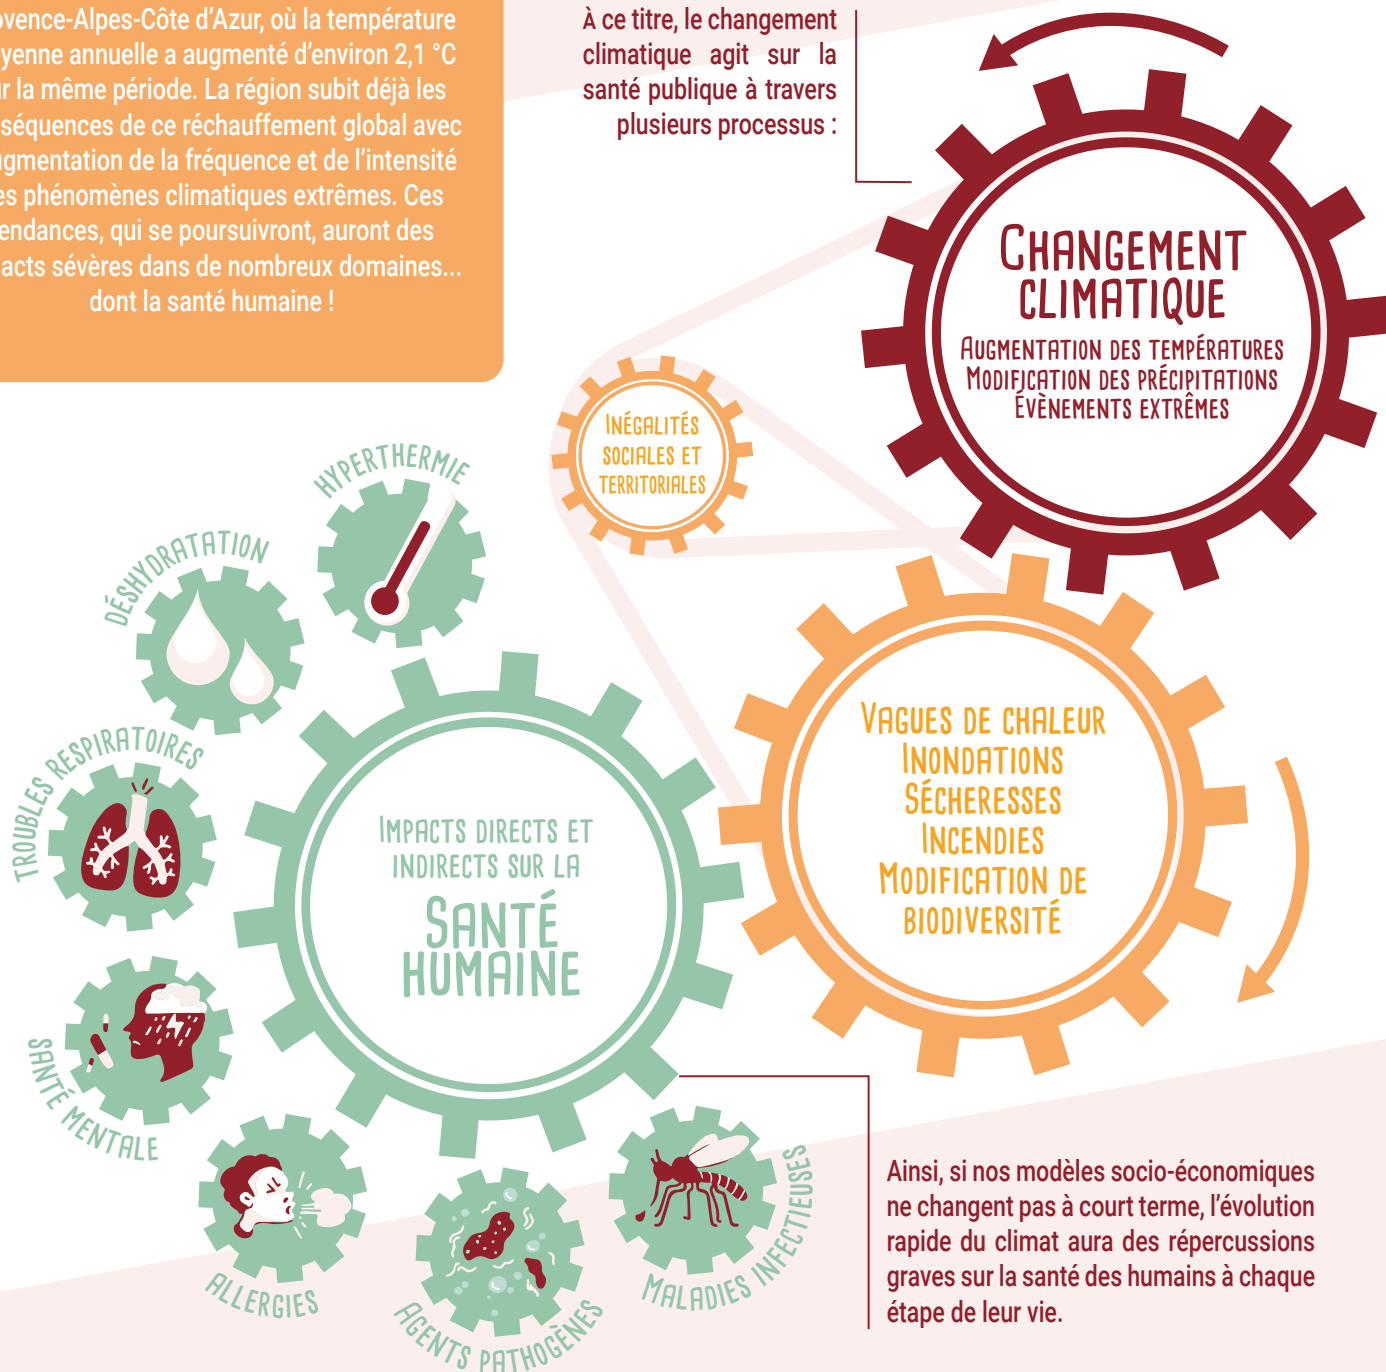 ovence-Alpes-Côte d'Azur, où la température
yenne annuelle a augmenté d'environ 2,1 °C
r la même période. La région subit déjà les
séquences de ce réchauffement global avec
gmentation de la fréquence et de l'intensité
es phénomènes climatiques extrêmes. Ces
endances, qui se poursuivront, auront des
acts sévères dans de nombreux domaines...
dont la santé humaine !
À ce titre, le changement
climatique agit sur la
santé publique à travers
plusieurs processus :
CHANGEMENT
CLIMATIQUE
AUGMENTATION DES TEMPÉRATURES
MODIFICATION DES PRÉCIPITATIONS
ÉVÈNEMENTS EXTRÊMES
INÉGALITÉS
SOCIALES ET
TERRITORIALES
VAGUES DE CHALEUR
INONDATIONS
SÉCHERESSES
INCENDIES
MODIFICATION DE
BIODIVERSITÉ
IMPACTS DIRECTS ET
INDIRECTS SUR LA
SANTÉ
HUMAINE
HYPERTHERMIE
DÉSHYDRATATION
TROUBLES RESPIRATOIRES
SANTÉ MENTALE
ALLERGIES
AGENTS PATHOGÈNES
MALADIES INFECTIEUSES
Ainsi, si nos modèles socio-économiques
ne changent pas à court terme, l'évolution
rapide du climat aura des répercussions
graves sur la santé des humains à chaque
étape de leur vie.